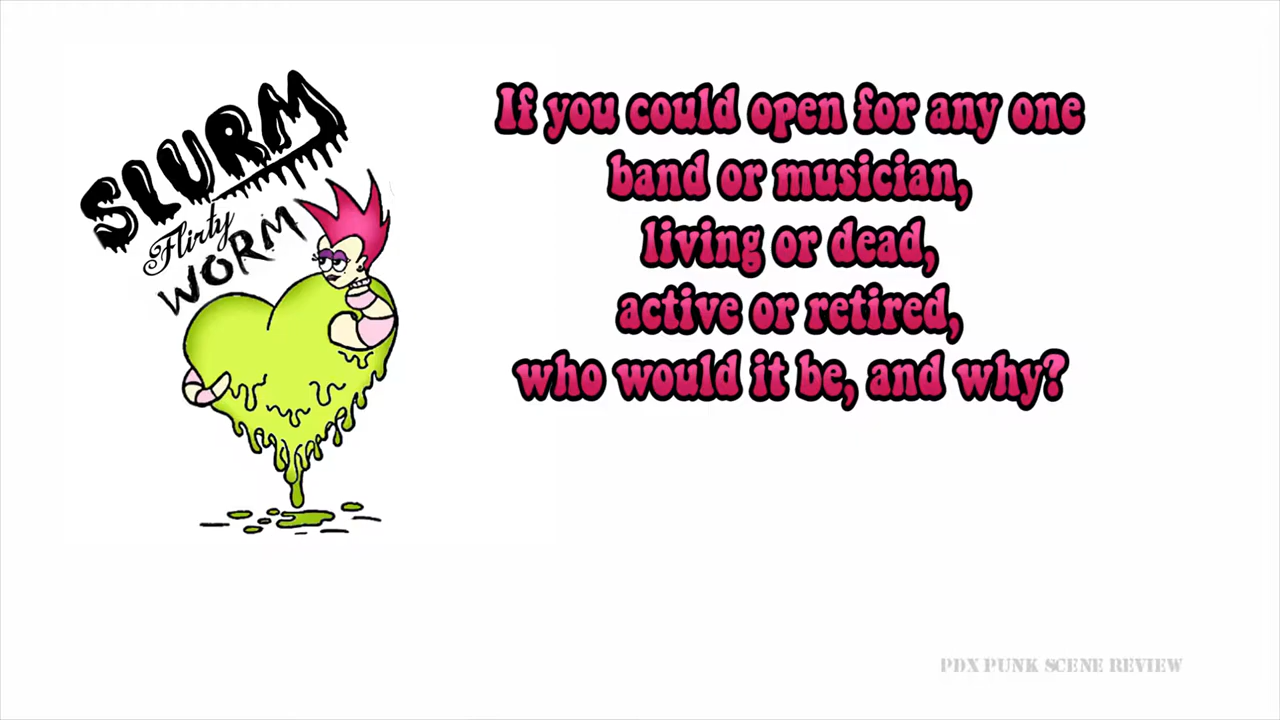 SLURM
Flirty
WORM
If you could open for any one
band or musician,
living or dead,
active or retired,
who would it be, and why?
PDX PUNK SCENE REVIEW